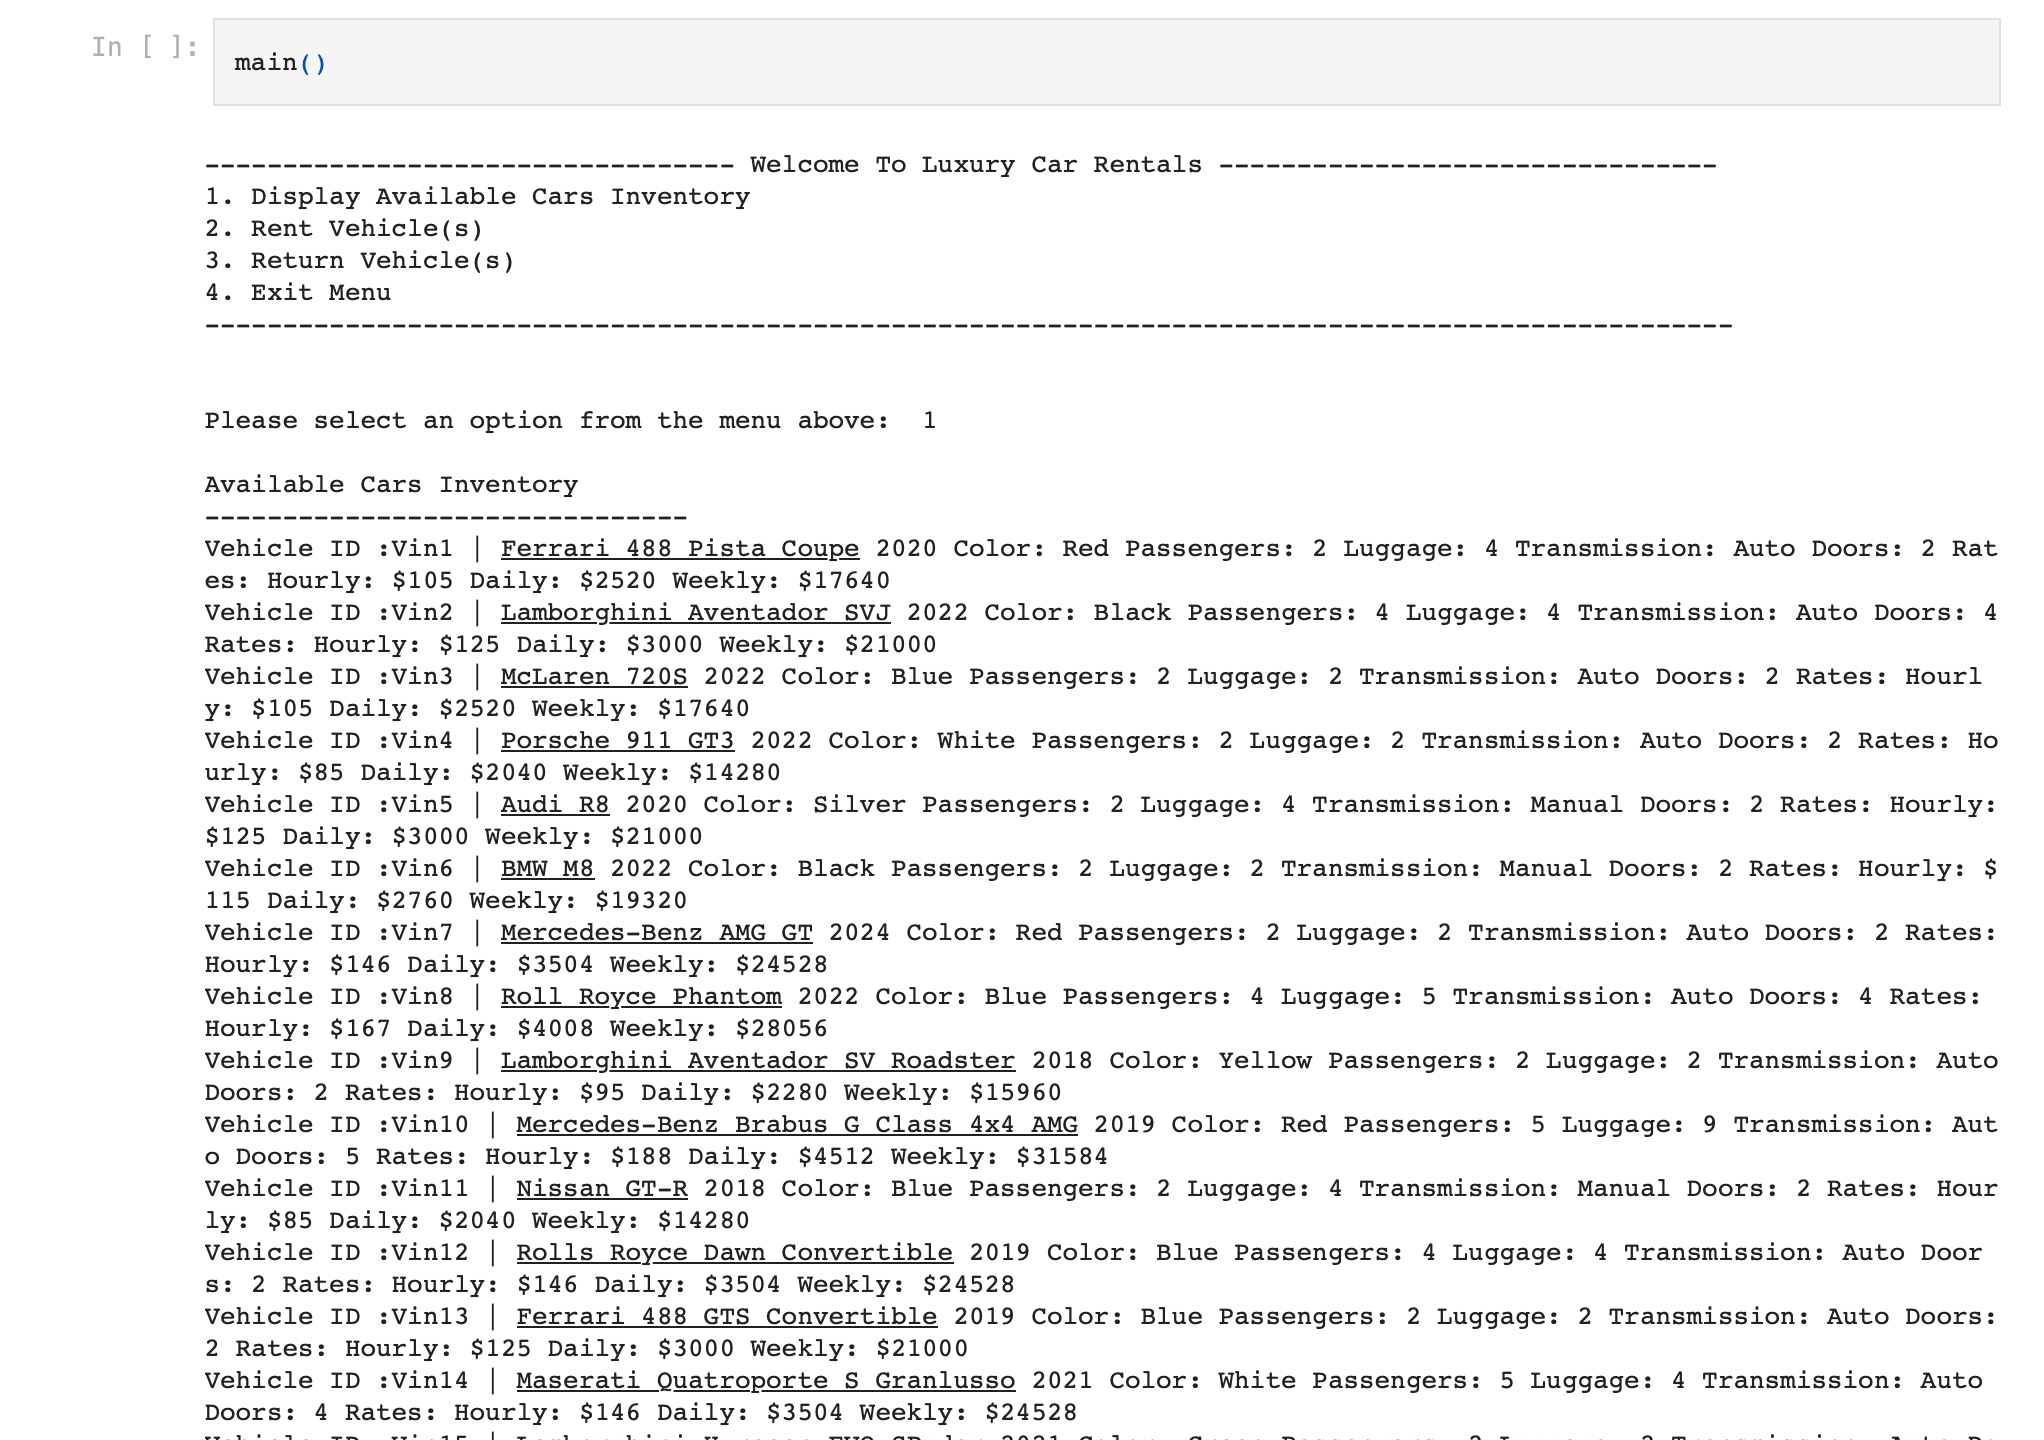 In [ ]:
main()
---------------------------------- Welcome To Luxury Car Rentals --------------------------------
1. Display Available Cars Inventory
2. Rent Vehicle(s)
3. Return Vehicle(s)
4. Exit Menu
--------------------------------------------------------------------------------------------------
Please select an option from the menu above:  1
Available Cars Inventory
-------------------------------
Vehicle ID :Vin1 | Ferrari 488 Pista Coupe 2020 Color: Red Passengers: 2 Luggage: 4 Transmission: Auto Doors: 2 Rat
es: Hourly: $105 Daily: $2520 Weekly: $17640
Vehicle ID :Vin2 | Lamborghini Aventador SVJ 2022 Color: Black Passengers: 4 Luggage: 4 Transmission: Auto Doors: 4
Rates: Hourly: $125 Daily: $3000 Weekly: $21000
Vehicle ID :Vin3 | McLaren 720S 2022 Color: Blue Passengers: 2 Luggage: 2 Transmission: Auto Doors: 2 Rates: Hourl
y: $105 Daily: $2520 Weekly: $17640
Vehicle ID :Vin4 | Porsche 911 GT3 2022 Color: White Passengers: 2 Luggage: 2 Transmission: Auto Doors: 2 Rates: Ho
urly: $85 Daily: $2040 Weekly: $14280
Vehicle ID :Vin5 | Audi R8 2020 Color: Silver Passengers: 2 Luggage: 4 Transmission: Manual Doors: 2 Rates: Hourly:
$125 Daily: $3000 Weekly: $21000
Vehicle ID :Vin6 | BMW M8 2022 Color: Black Passengers: 2 Luggage: 2 Transmission: Manual Doors: 2 Rates: Hourly: $
115 Daily: $2760 Weekly: $19320
Vehicle ID :Vin7 | Mercedes-Benz AMG GT 2024 Color: Red Passengers: 2 Luggage: 2 Transmission: Auto Doors: 2 Rates:
Hourly: $146 Daily: $3504 Weekly: $24528
Vehicle ID :Vin8 | Roll Royce Phantom 2022 Color: Blue Passengers: 4 Luggage: 5 Transmission: Auto Doors: 4 Rates:
Hourly: $167 Daily: $4008 Weekly: $28056
Vehicle ID :Vin9 | Lamborghini Aventador SV Roadster 2018 Color: Yellow Passengers: 2 Luggage: 2 Transmission: Auto
Doors: 2 Rates: Hourly: $95 Daily: $2280 Weekly: $15960
Vehicle ID :Vin10 | Mercedes-Benz Brabus G Class 4x4 AMG 2019 Color: Red Passengers: 5 Luggage: 9 Transmission: Aut
o Doors: 5 Rates: Hourly: $188 Daily: $4512 Weekly: $31584
Vehicle ID :Vin11 | Nissan GT-R 2018 Color: Blue Passengers: 2 Luggage: 4 Transmission: Manual Doors: 2 Rates: Hour
ly: $85 Daily: $2040 Weekly: $14280
Vehicle ID :Vin12 | Rolls Royce Dawn Convertible 2019 Color: Blue Passengers: 4 Luggage: 4 Transmission: Auto Door
s: 2 Rates: Hourly: $146 Daily: $3504 Weekly: $24528
Vehicle ID :Vin13 | Ferrari 488 GTS Convertible 2019 Color: Blue Passengers: 2 Luggage: 2 Transmission: Auto Doors:
2 Rates: Hourly: $125 Daily: $3000 Weekly: $21000
Vehicle ID :Vin14 | Maserati Quatroporte S Granlusso 2021 Color: White Passengers: 5 Luggage: 4 Transmission: Auto
Doors: 4 Rates: Hourly: $146 Daily: $3504 Weekly: $24528